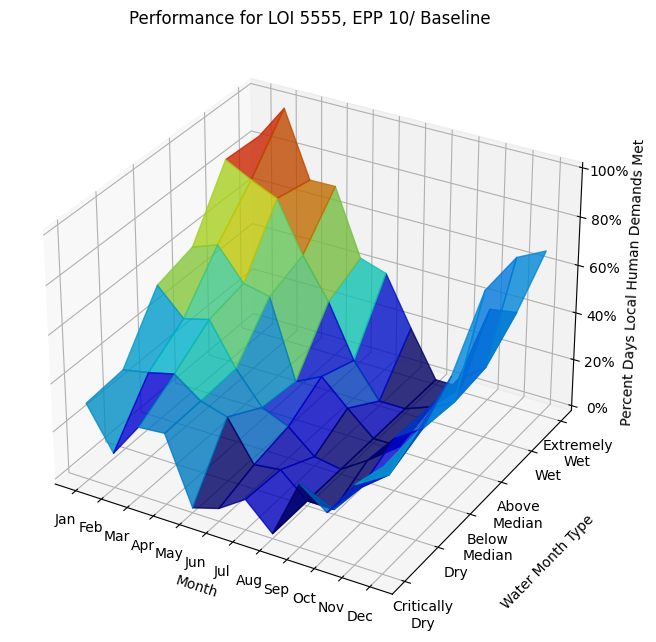 Performance for LOI 5555, EPP 10/ Baseline
100%
80%
60%
40%
20%
0%
Percent Days Local Human Demands Met
Jan
Feb
Mar
Apr
May
Jun
Jul
Aug
Sep
Oct
Nov
Dec
Month
Extremely
Wet
Wet
Above
Median
Below
Median
Dry
Critically
Dry
Water Month Type